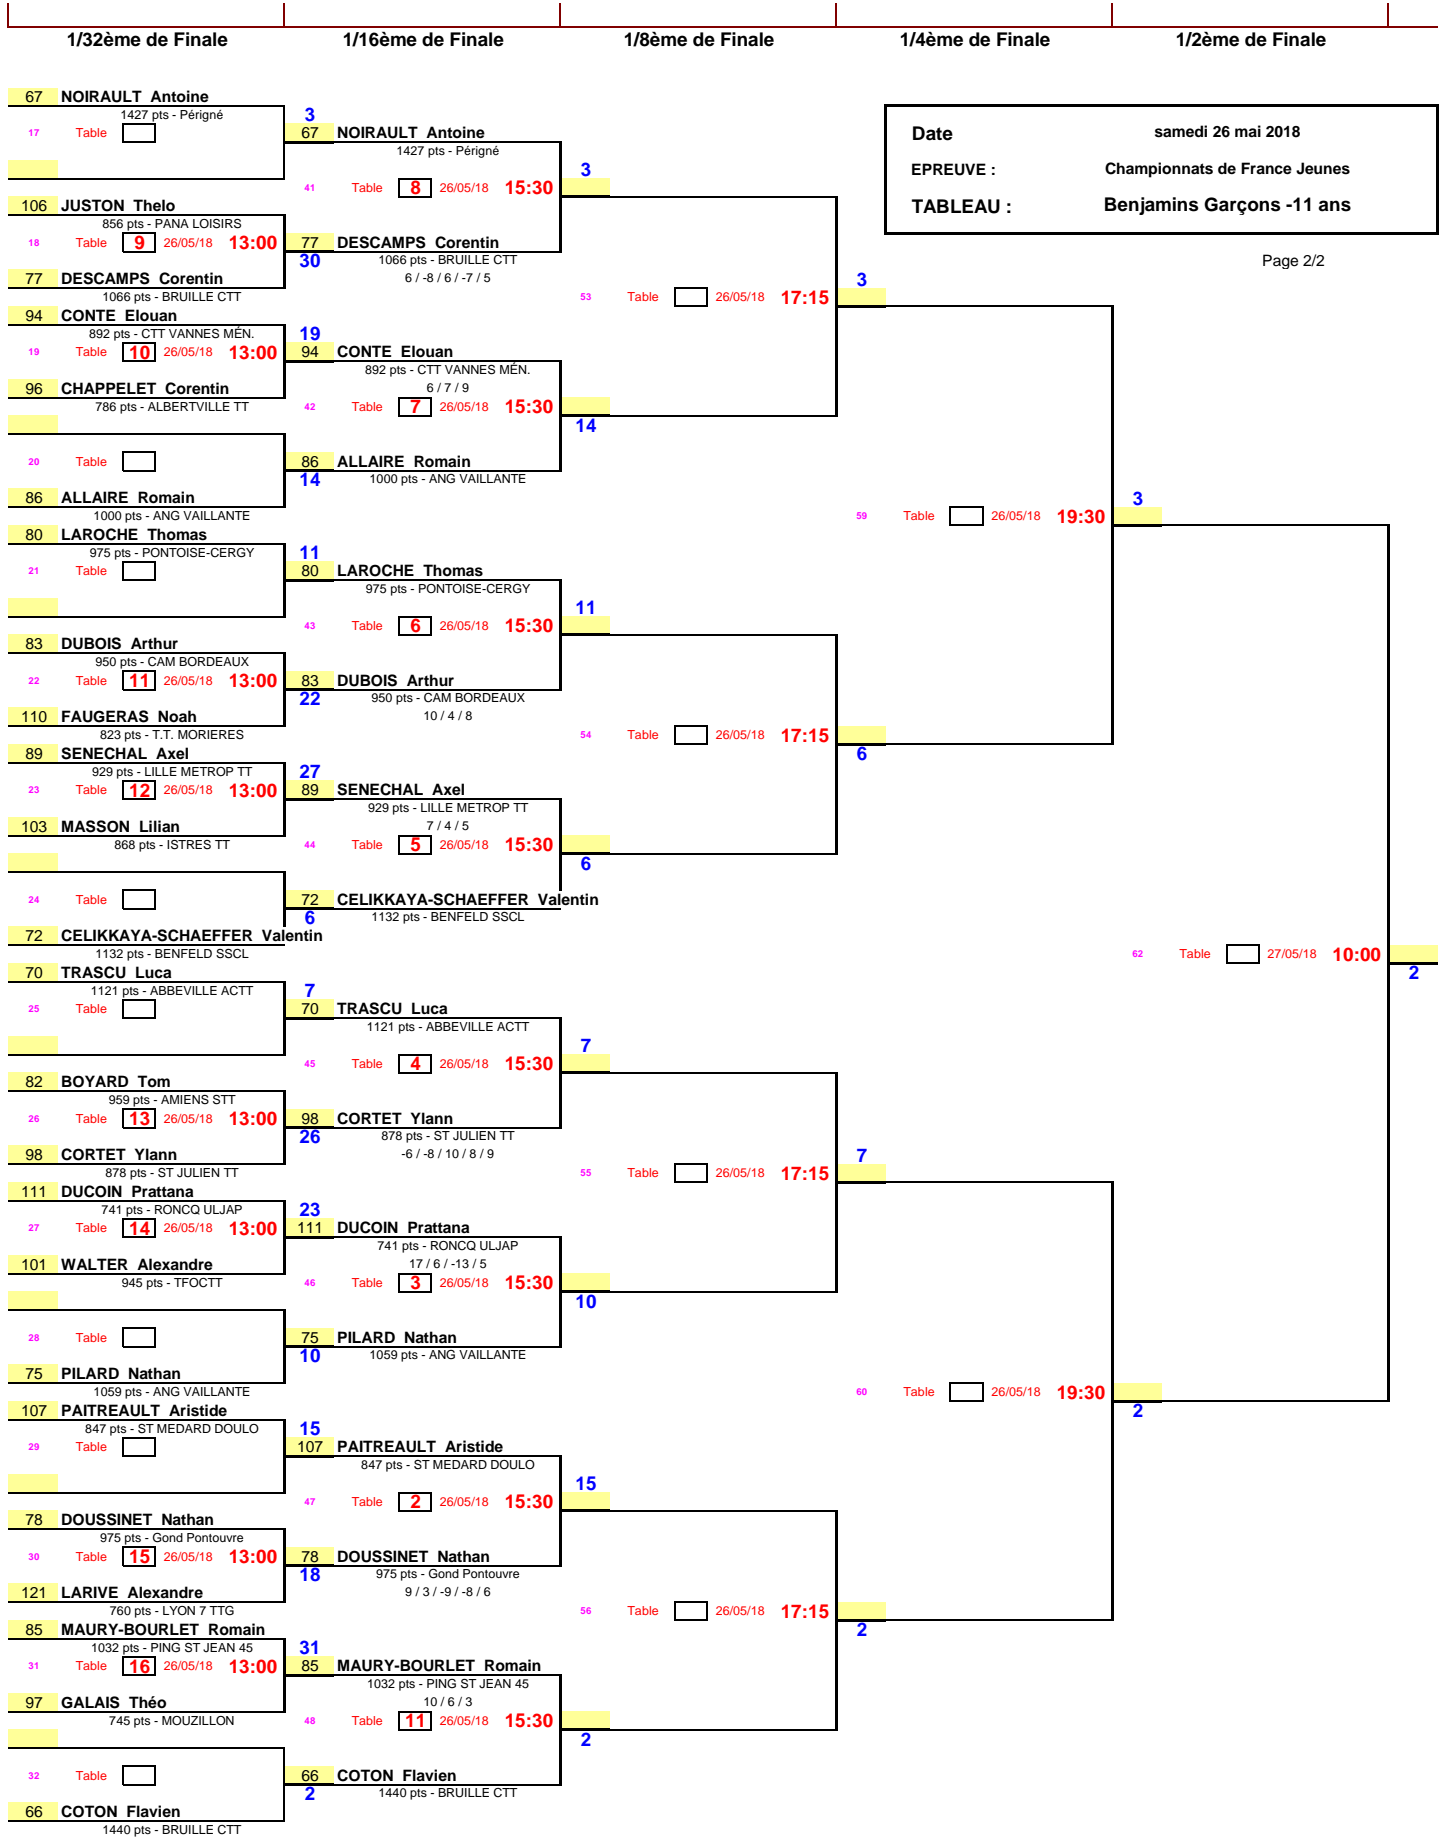 1/32ème de Finale 1/16ème de Finale 1/8ème de Finale 1/4ème de Finale 1/2ème de Finale
Date samedi 26 mai 2018
EPREUVE : Championnats de France Jeunes
TABLEAU : Benjamins Garçons -11 ans
Page 2/2
67 NOIRAULT Antoine
1427 pts - Périgné
17 Table
106 JUSTON Thelo
856 pts - PANA LOISIRS
18 Table 9 26/05/18 13:00
77 DESCAMPS Corentin
1066 pts - BRUILLE CTT
94 CONTE Elouan
892 pts - CTT VANNES MÉN.
19 Table 10 26/05/18 13:00
96 CHAPPELET Corentin
786 pts - ALBERTVILLE TT
20 Table
86 ALLAIRE Romain
1000 pts - ANG VAILLANTE
80 LAROCHE Thomas
975 pts - PONTOISE-CERGY
21 Table
83 DUBOIS Arthur
950 pts - CAM BORDEAUX
22 Table 11 26/05/18 13:00
110 FAUGERAS Noah
823 pts - T.T. MORIERES
89 SENECHAL Axel
929 pts - LILLE METROP TT
23 Table 12 26/05/18 13:00
103 MASSON Lilian
868 pts - ISTRES TT
24 Table
72 CELIKKAYA-SCHAEFFER Valentin
1132 pts - BENFELD SSCL
70 TRASCU Luca
1121 pts - ABBEVILLE ACTT
25 Table
82 BOYARD Tom
959 pts - AMIENS STT
26 Table 13 26/05/18 13:00
98 CORTET Ylann
878 pts - ST JULIEN TT
111 DUCOIN Prattana
741 pts - RONCQ ULJAP
27 Table 14 26/05/18 13:00
101 WALTER Alexandre
945 pts - TFOCTT
28 Table
75 PILARD Nathan
1059 pts - ANG VAILLANTE
107 PAITREAULT Aristide
847 pts - ST MEDARD DOULO
29 Table
78 DOUSSINET Nathan
975 pts - Gond Pontouvre
30 Table 15 26/05/18 13:00
121 LARIVE Alexandre
760 pts - LYON 7 TTG
85 MAURY-BOURLET Romain
1032 pts - PING ST JEAN 45
31 Table 16 26/05/18 13:00
97 GALAIS Théo
745 pts - MOUZILLON
32 Table
66 COTON Flavien
1440 pts - BRUILLE CTT
3
67 NOIRAULT Antoine
1427 pts - Périgné
41 Table 8 26/05/18 15:30
77 DESCAMPS Corentin
30 1066 pts - BRUILLE CTT
6 / -8 / 6 / -7 / 5
19
94 CONTE Elouan
892 pts - CTT VANNES MÉN.
6 / 7 / 9
42 Table 7 26/05/18 15:30
86 ALLAIRE Romain
14 1000 pts - ANG VAILLANTE
11
80 LAROCHE Thomas
975 pts - PONTOISE-CERGY
43 Table 6 26/05/18 15:30
83 DUBOIS Arthur
22 950 pts - CAM BORDEAUX
10 / 4 / 8
27
89 SENECHAL Axel
929 pts - LILLE METROP TT
7 / 4 / 5
44 Table 5 26/05/18 15:30
72 CELIKKAYA-SCHAEFFER Valentin
6 1132 pts - BENFELD SSCL
7
70 TRASCU Luca
1121 pts - ABBEVILLE ACTT
45 Table 4 26/05/18 15:30
98 CORTET Ylann
26 878 pts - ST JULIEN TT
-6 / -8 / 10 / 8 / 9
23
111 DUCOIN Prattana
741 pts - RONCQ ULJAP
17 / 6 / -13 / 5
46 Table 3 26/05/18 15:30
75 PILARD Nathan
10 1059 pts - ANG VAILLANTE
15
107 PAITREAULT Aristide
847 pts - ST MEDARD DOULO
47 Table 2 26/05/18 15:30
78 DOUSSINET Nathan
18 975 pts - Gond Pontouvre
9 / 3 / -9 / -8 / 6
31
85 MAURY-BOURLET Romain
1032 pts - PING ST JEAN 45
10 / 6 / 3
48 Table 11 26/05/18 15:30
66 COTON Flavien
2 1440 pts - BRUILLE CTT
3
53 Table 26/05/18 17:15
14
11
54 Table 26/05/18 17:15
6
7
55 Table 26/05/18 17:15
10
15
56 Table 26/05/18 17:15
2
3
59 Table 26/05/18 19:30
6
7
60 Table 26/05/18 19:30
2
3
62 Table 27/05/18 10:00
2
2